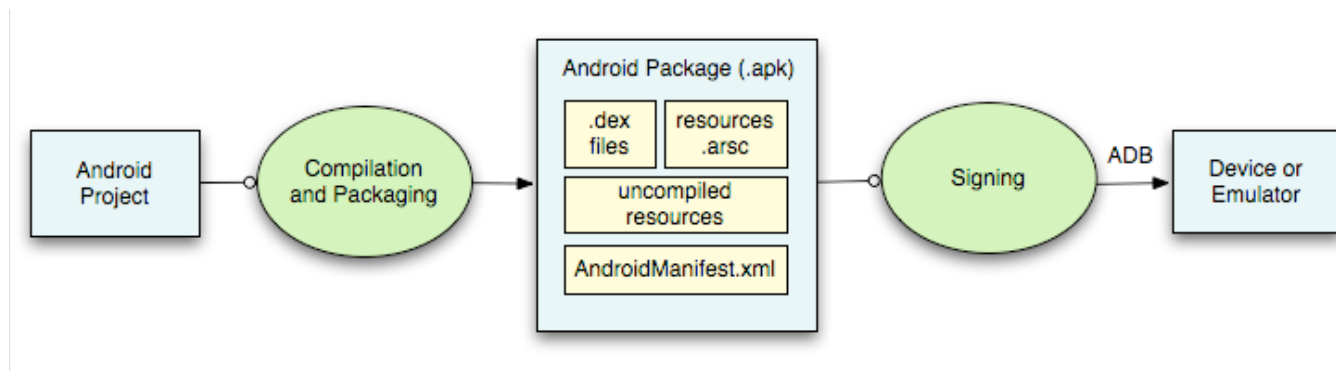 Android Package (.apk)
.dex
files
resources
.arsc
uncompiled
resources
AndroidManifest.xml
Android
Project
Compilation
and Packaging
Signing
ADB
Device or
Emulator